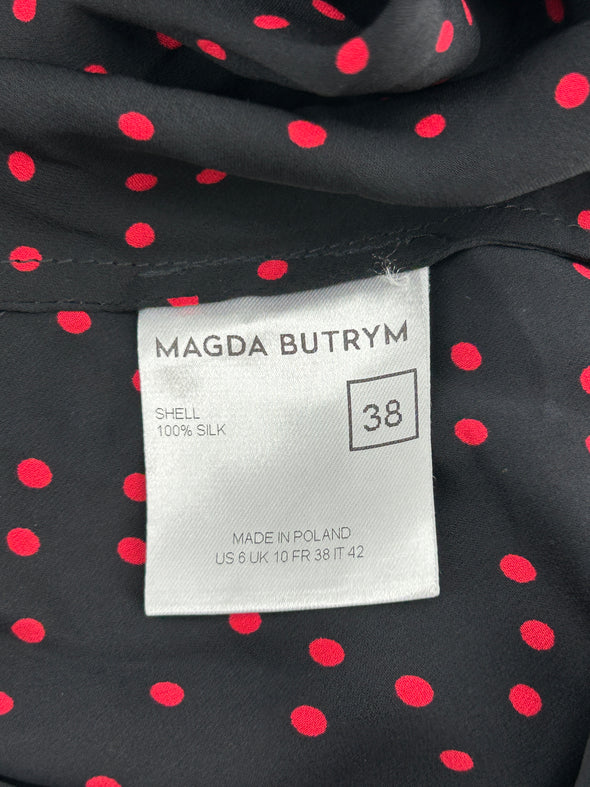 MAGDA BUTRYM
SHELL
100% SILK
38
MADE IN POLAND
US 6 UK 10 FR 38 IT 42